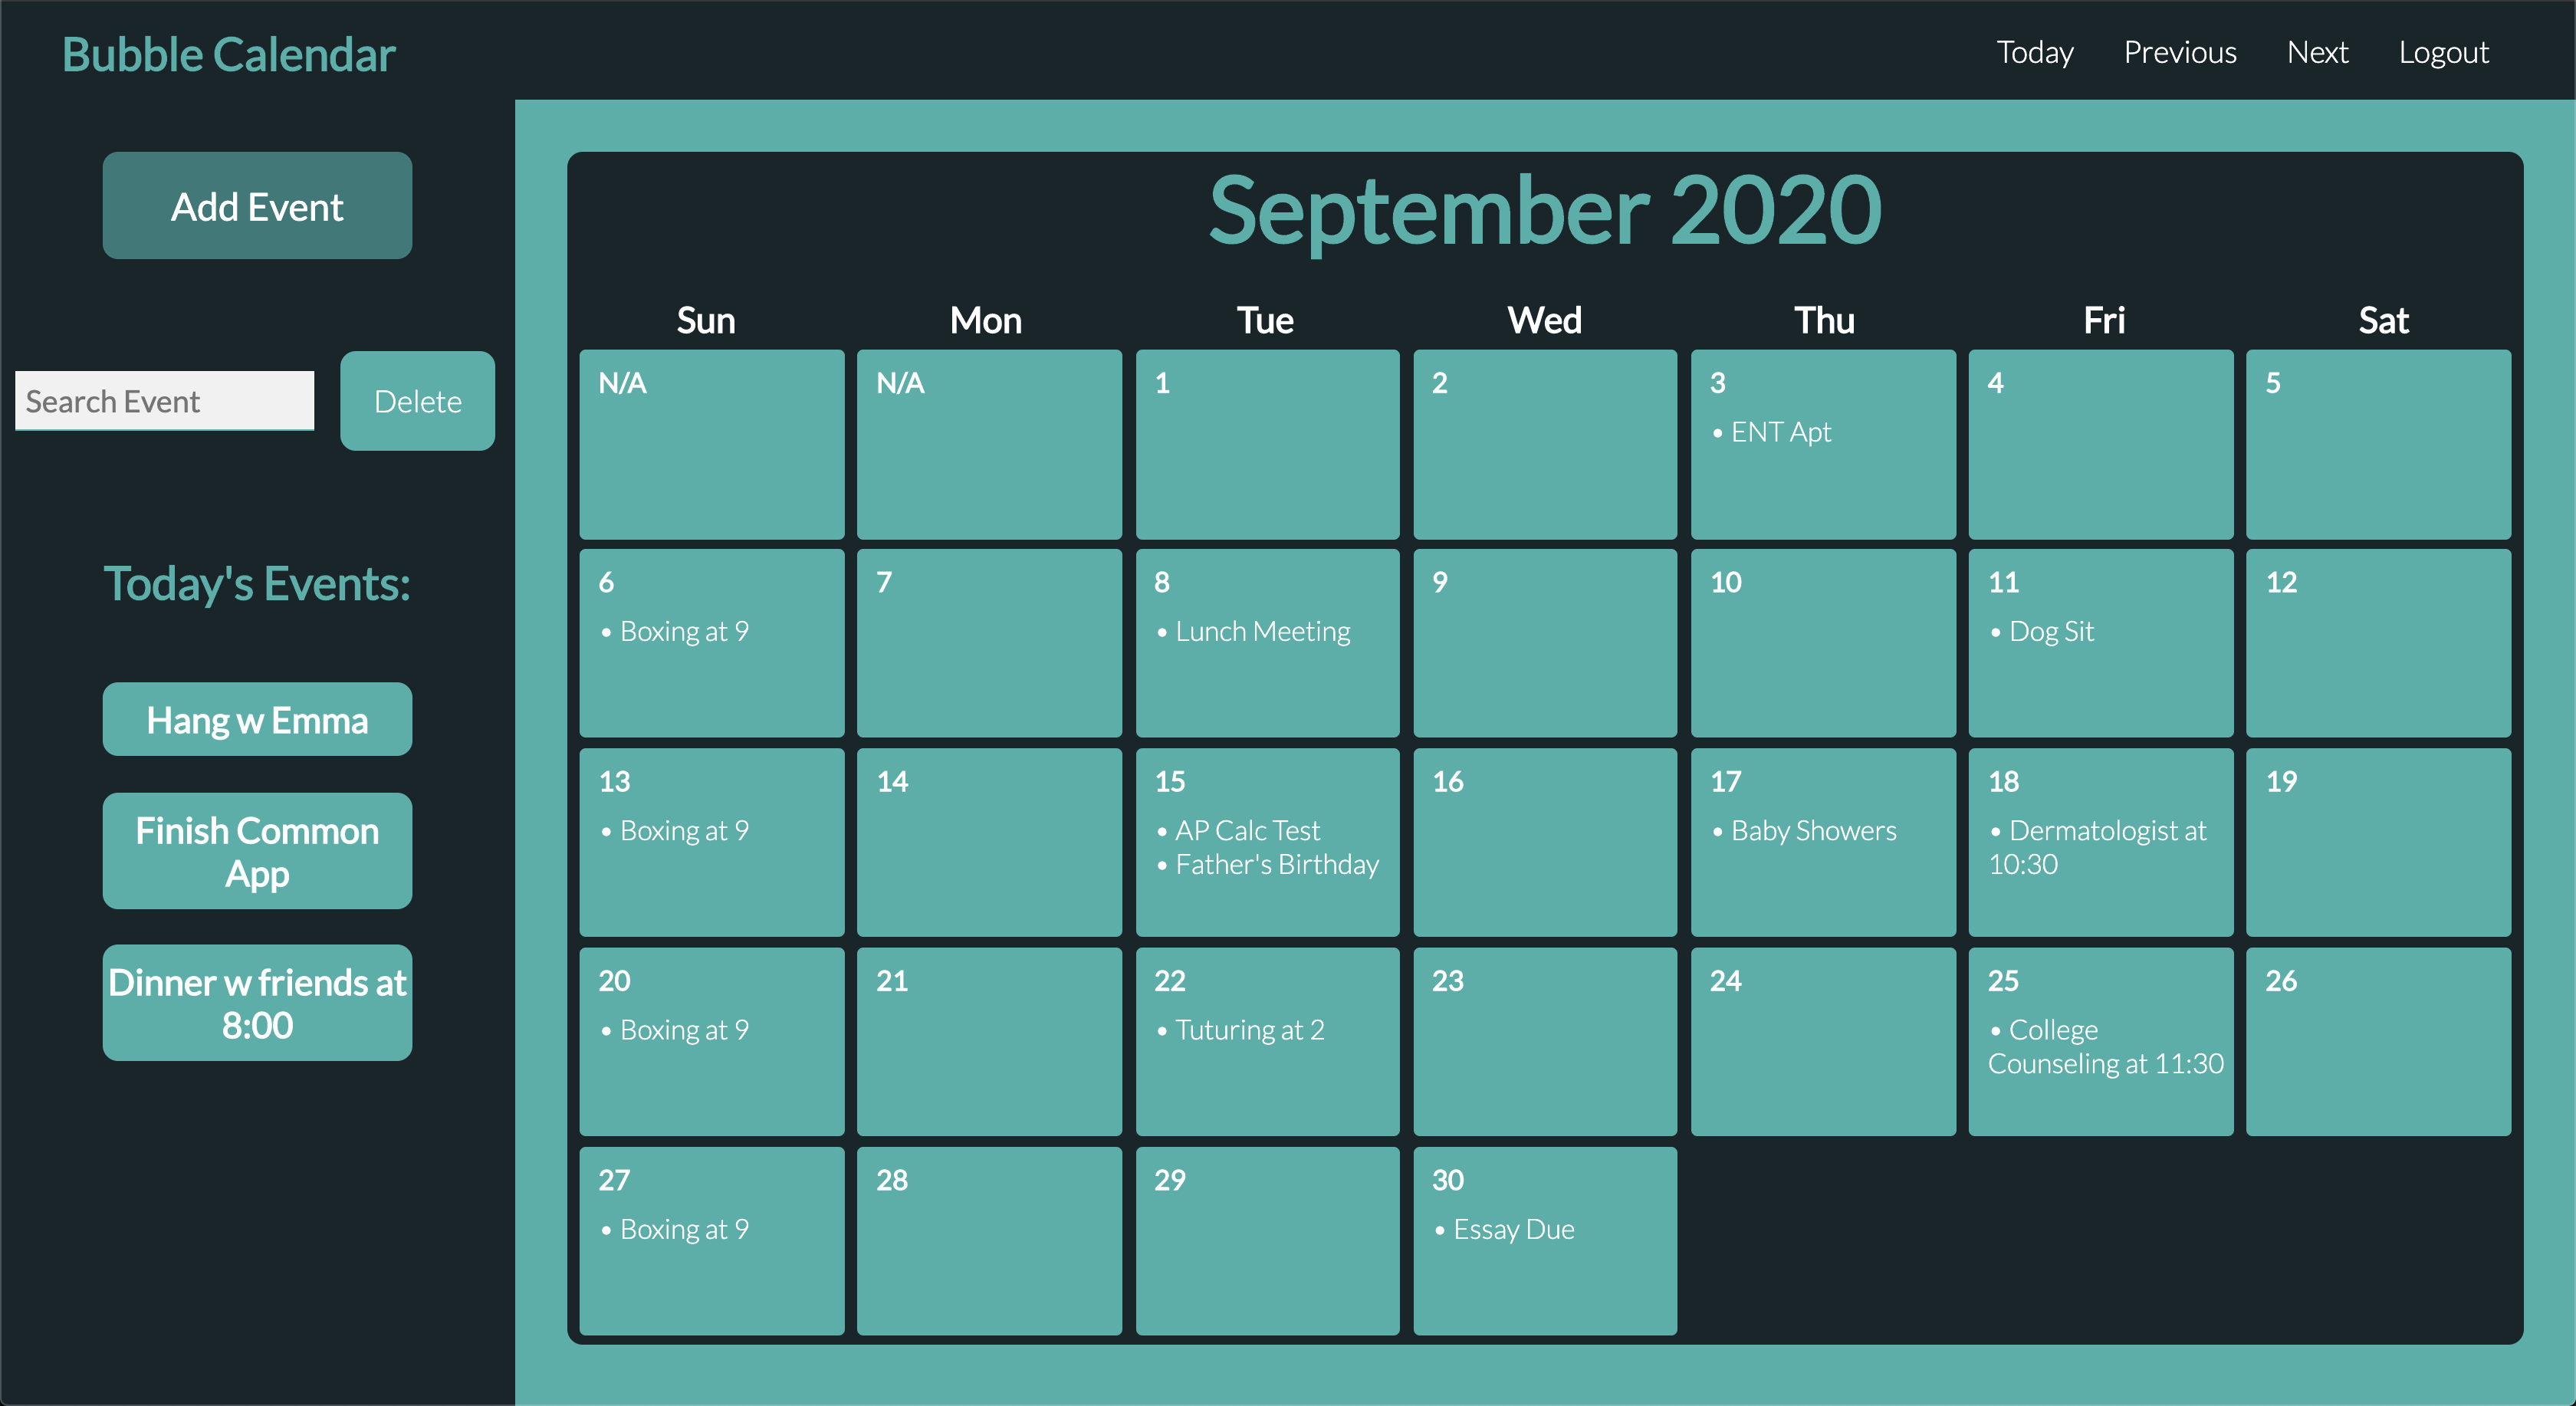 Bubble Calendar
Today Previous Next Logout
Add Event
Search Event Delete
Today's Events:
Hang w Emma
Finish Common
App
Dinner w friends at
8:00
September 2020
Sun Mon Tue Wed Thu Fri Sat
N/A
N/A
1
2
3
• ENT Apt
4
5
6
• Boxing at 9
7
8
• Lunch Meeting
9
10
11
• Dog Sit
12
13
• Boxing at 9
14
15
• AP Calc Test
• Father's Birthday
16
17
• Baby Showers
18
• Dermatologist at
10:30
19
20
• Boxing at 9
21
22
• Tuturing at 2
23
24
25
• College
Counseling at 11:30
26
27
• Boxing at 9
28
29
30
• Essay Due